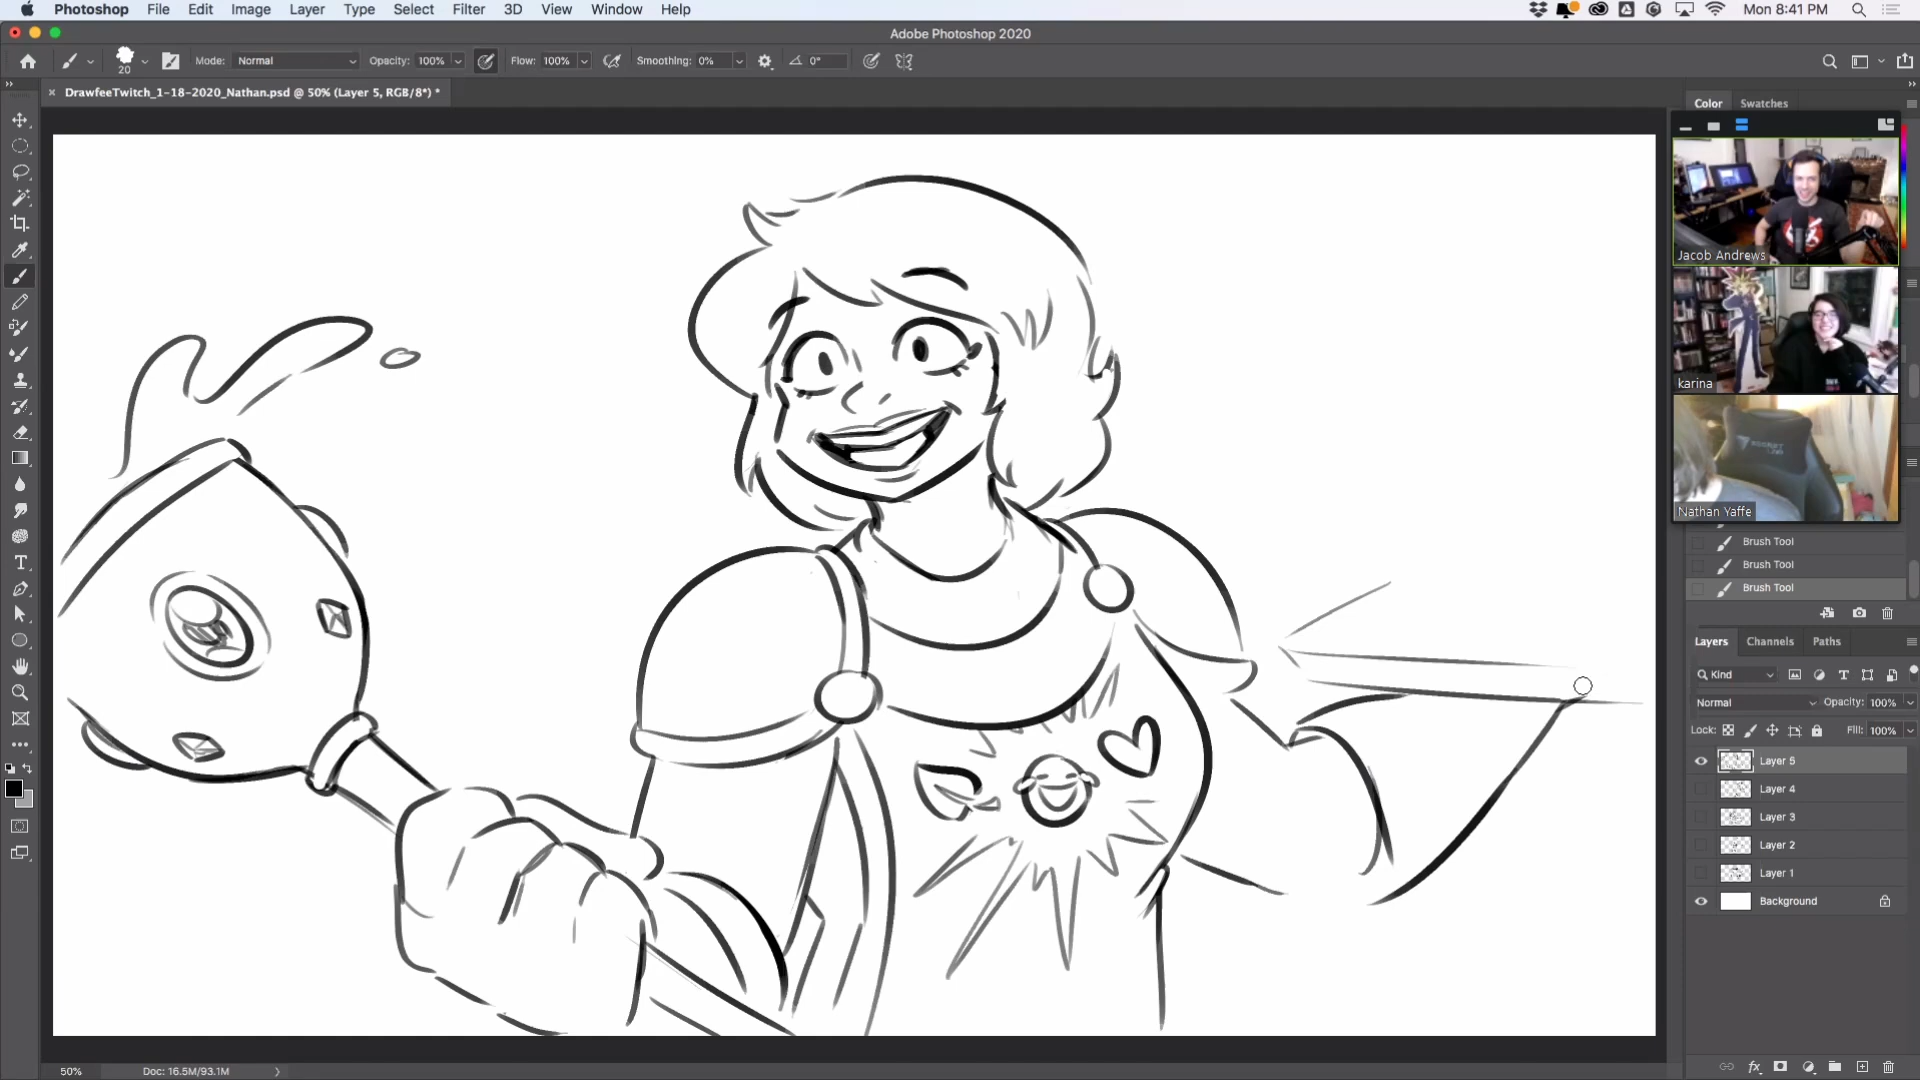 Photoshop File Edit Image Layer Type Select Filter 3D View Window Help Mon 8:41 PM
Adobe Photoshop 2020
20 Mode: Normal Opacity: 100% Flow: 100% Smoothing: 0% 0°
× DrawfeeTwitch_1-18-2020_Nathan.psd @ 50% (Layer 5, RGB/8*) *
Color Swatches
Jacob Andrews
karina
Nathan Yaffe
Brush Tool
Brush Tool
Brush Tool
Layers Channels Paths
Kind
Normal Opacity: 100%
Lock: Fill: 100%
Layer 5
Layer 4
Layer 3
Layer 2
Layer 1
Background
50% Doc: 16.5M/93.1M